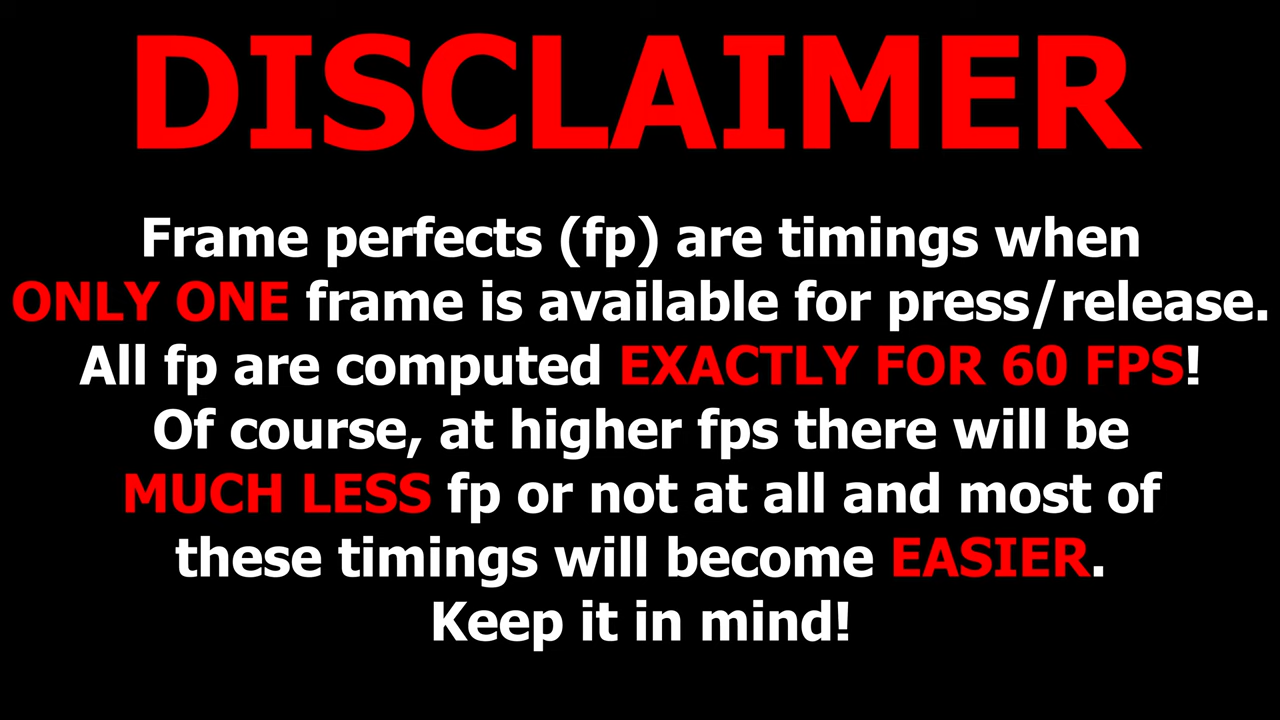 DISCLAIMER
Frame perfects (fp) are timings when
ONLY ONE frame is available for press/release.
All fp are computed EXACTLY FOR 60 FPS!
Of course, at higher fps there will be
MUCH LESS fp or not at all and most of
these timings will become EASIER.
Keep it in mind!